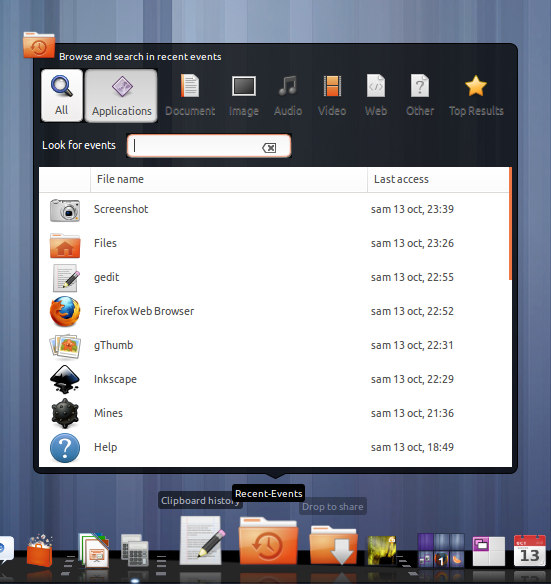 Browse and search in recent events
All
Applications
Document
Image
Audio
Video
Web
Other
Top Results
Look for events
File name Last access
Screenshot sam 13 oct, 23:39
Files sam 13 oct, 23:26
gedit sam 13 oct, 22:55
Firefox Web Browser sam 13 oct, 22:52
gThumb sam 13 oct, 22:31
Inkscape sam 13 oct, 22:29
Mines sam 13 oct, 21:36
Help sam 13 oct, 18:49
Clipboard history
Recent-Events
Drop to share
OCT
13